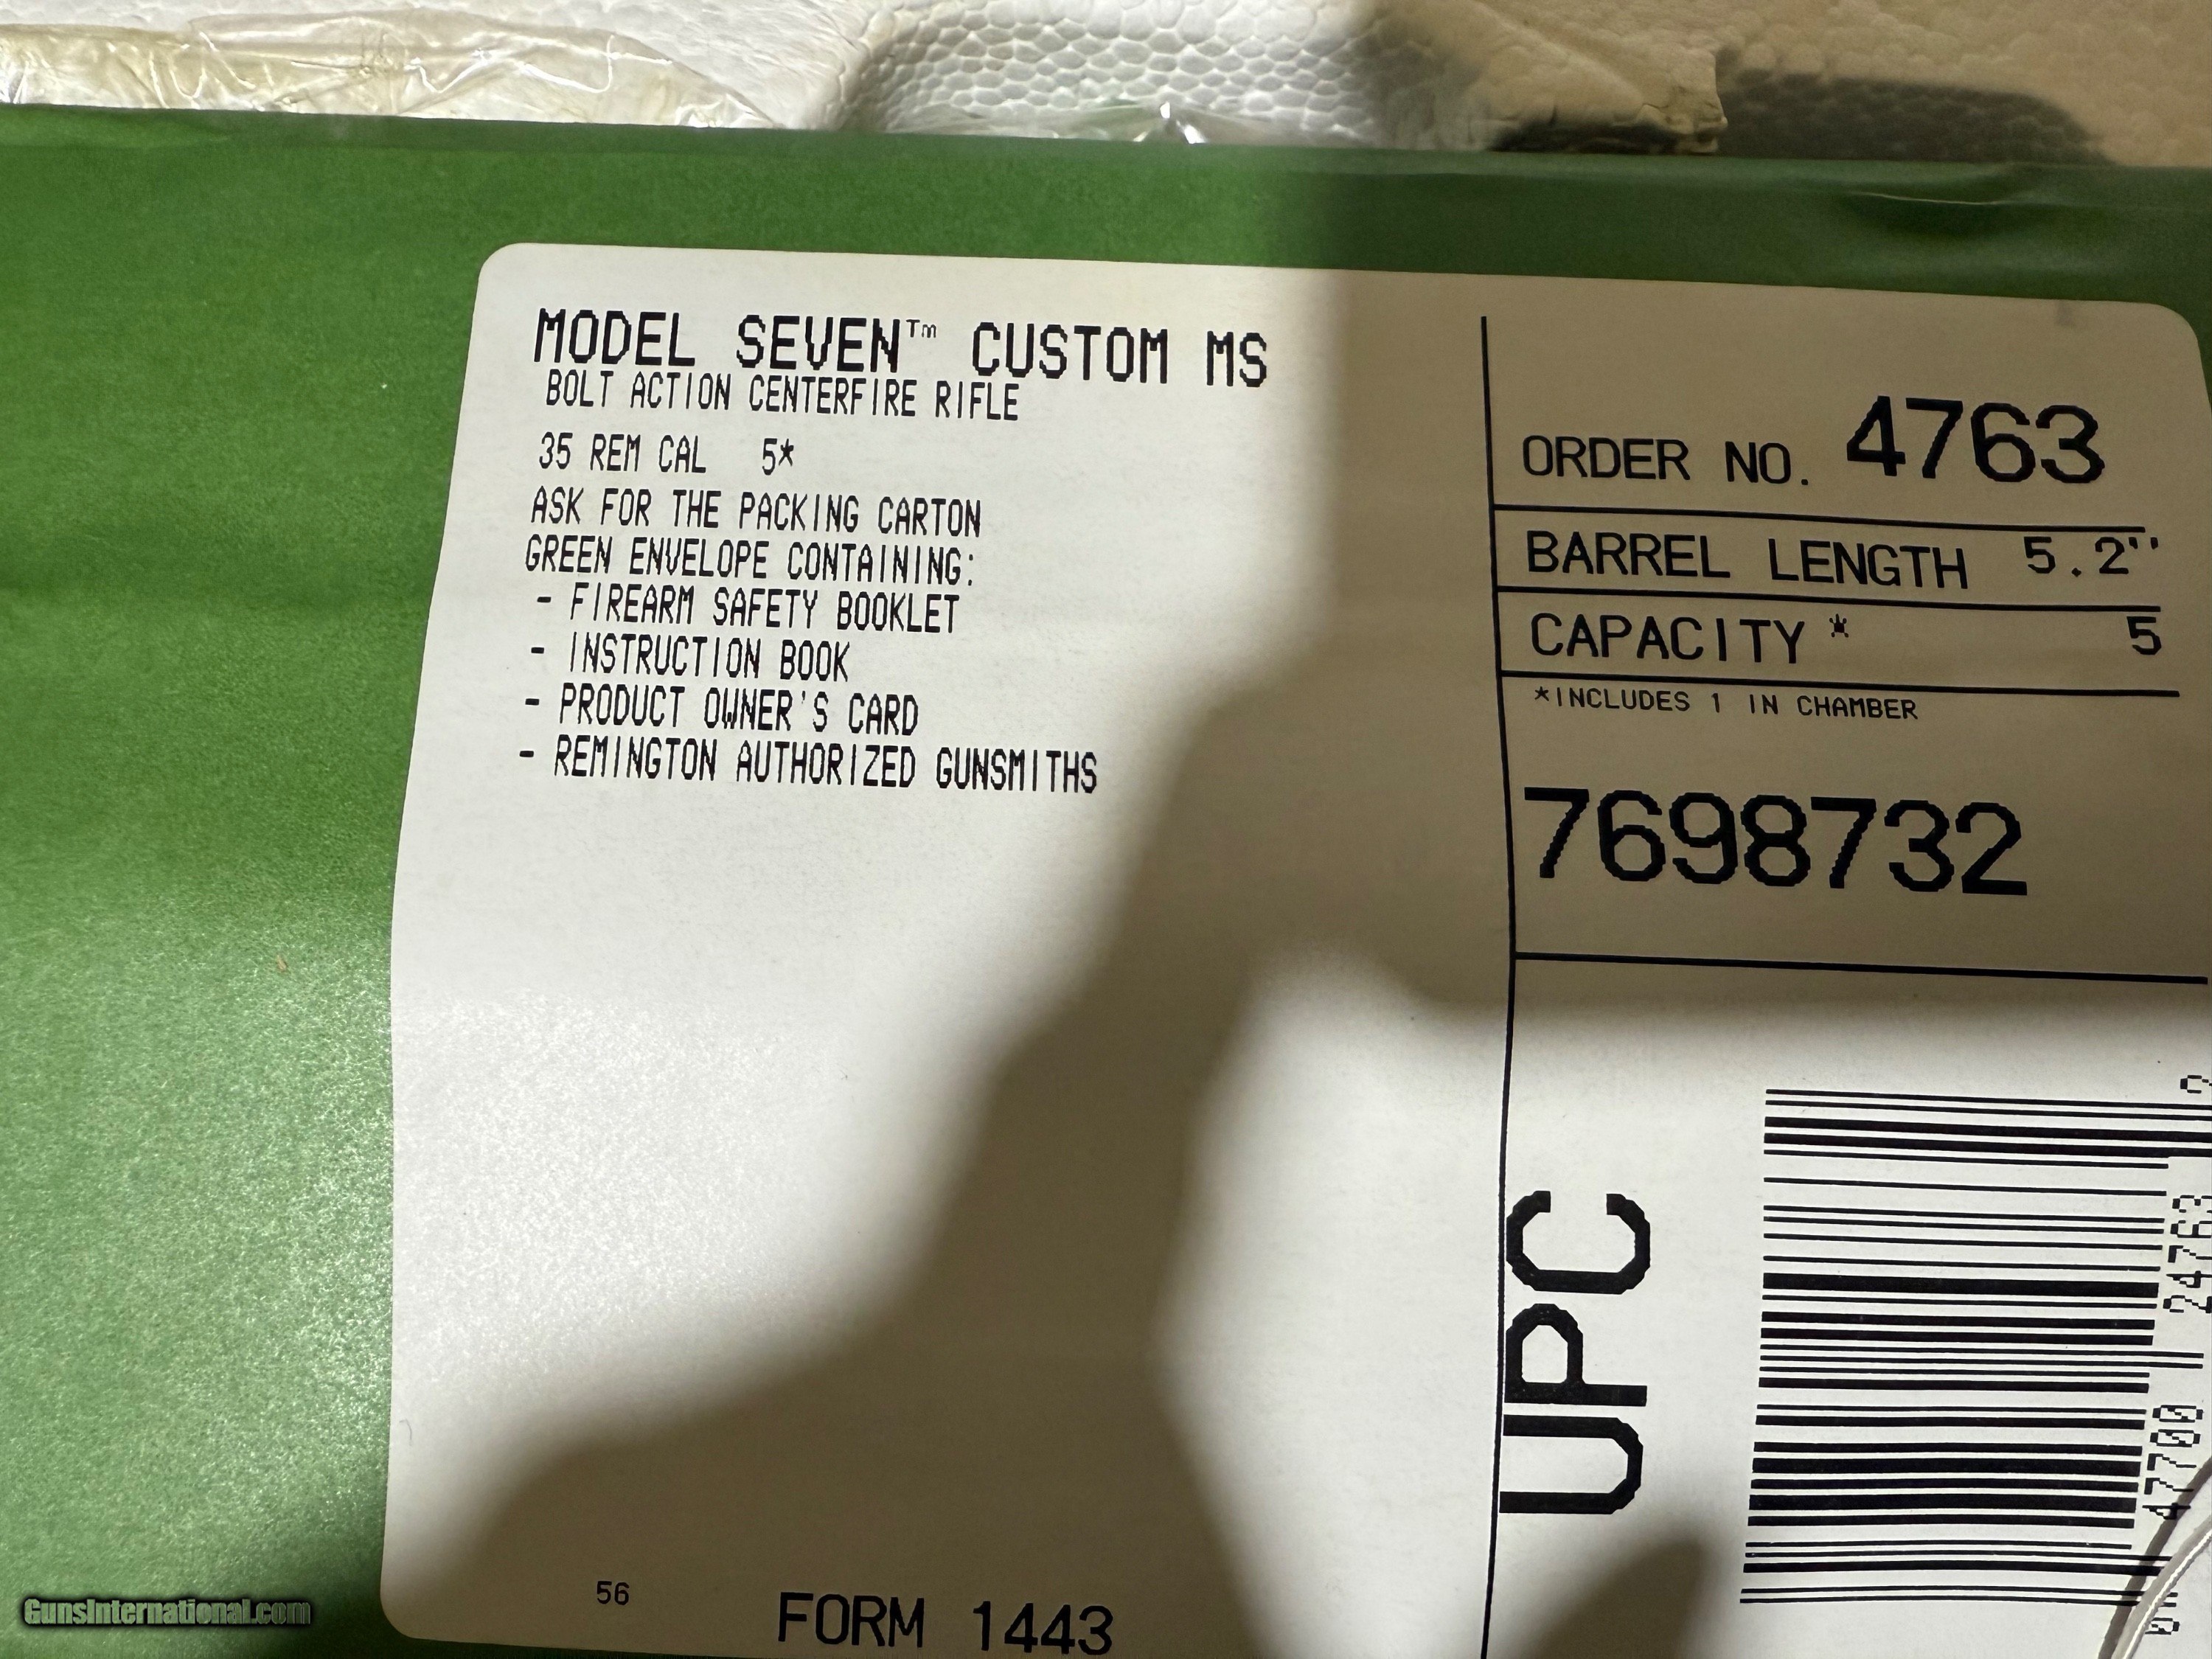 MODEL SEVEN™ CUSTOM MS
BOLT ACTION CENTERFIRE RIFLE
35 REM CAL 5*
ASK FOR THE PACKING CARTON
GREEN ENVELOPE CONTAINING:
- FIREARM SAFETY BOOKLET
- INSTRUCTION BOOK
- PRODUCT OWNER'S CARD
- REMINGTON AUTHORIZED GUNSMITHS
ORDER NO. 4763
BARREL LENGTH 5.2"
CAPACITY * 5
*INCLUDES 1 IN CHAMBER
7698732
UPC
47700 24763
56
FORM 1443
GunsInternational.com